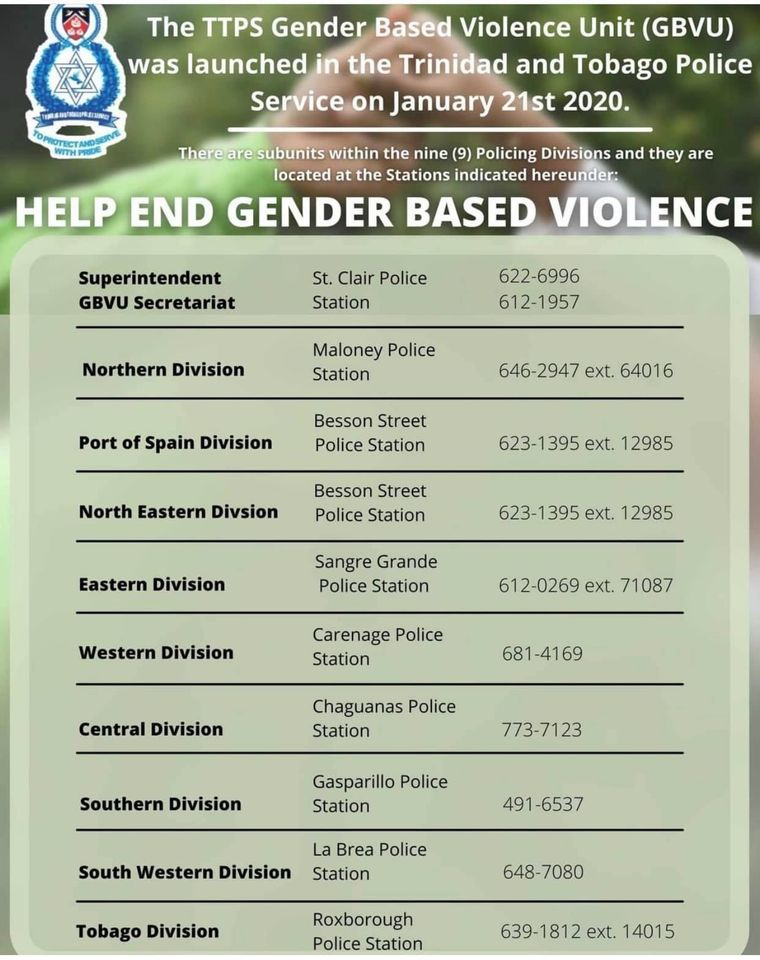 The TTPS Gender Based Violence Unit (GBVU)
was launched in the Trinidad and Tobago Police
Service on January 21st 2020.
There are subunits within the nine (9) Policing Divisions and they are
located at the Stations indicated hereunder:
HELP END GENDER BASED VIOLENCE
TO PROTECT AND SERVE
WITH PRIDE
Superintendent
GBVU Secretariat
St. Clair Police
Station
622-6996
612-1957
Northern Division
Maloney Police
Station
646-2947 ext. 64016
Port of Spain Division
Besson Street
Police Station
623-1395 ext. 12985
North Eastern Divsion
Besson Street
Police Station
623-1395 ext. 12985
Eastern Division
Sangre Grande
Police Station
612-0269 ext. 71087
Western Division
Carenage Police
Station
681-4169
Central Division
Chaguanas Police
Station
773-7123
Southern Division
Gasparillo Police
Station
491-6537
South Western Division
La Brea Police
Station
648-7080
Tobago Division
Roxborough
Police Station
639-1812 ext. 14015